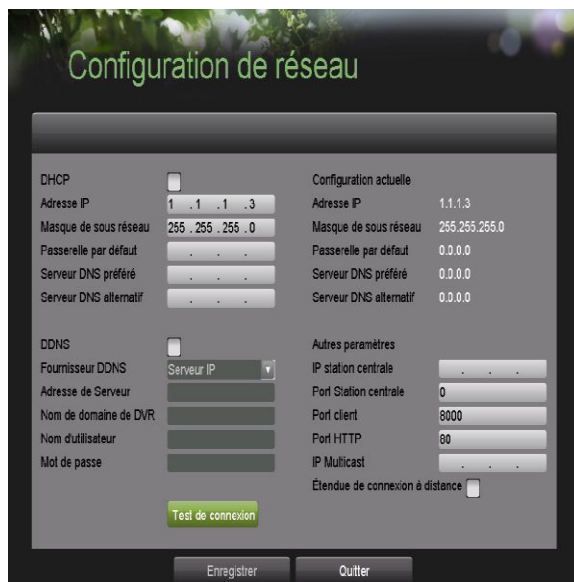 Configuration de réseau
DHCP
Adresse IP 1 .1 .1 .3
Masque de sous réseau 255 .255 .255 .0
Passerelle par défaut . . .
Serveur DNS préféré . . .
Serveur DNS alternatif . . .
Configuration actuelle
Adresse IP 1.1.1.3
Masque de sous réseau 255.255.255.0
Passerelle par défaut 0.0.0.0
Serveur DNS préféré 0.0.0.0
Serveur DNS alternatif 0.0.0.0
DDNS
Fournisseur DDNS Serveur IP
Adresse de Serveur
Nom de domaine de DVR
Nom d'utilisateur
Mot de passe
Test de connexion
Autres paramètres
IP station centrale . . .
Port Station centrale 0
Port client 8000
Port HTTP 80
IP Multicast . . .
Étendue de connexion à distance
Enregistrer Quitter